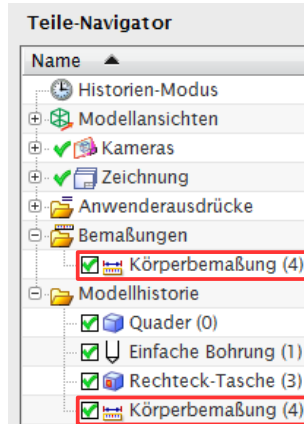 Teile-Navigator
Name
Historien-Modus
Modellansichten
Kameras
Zeichnung
Anwenderausdrücke
Bemaßungen
Körperbemaßung (4)
Modellhistorie
Quader (0)
Einfache Bohrung (1)
Rechteck-Tasche (3)
Körperbemaßung (4)